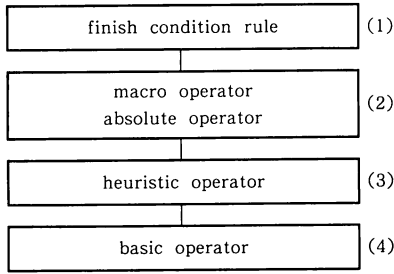 finish condition rule (1)
macro operator
absolute operator (2)
heuristic operator (3)
basic operator (4)